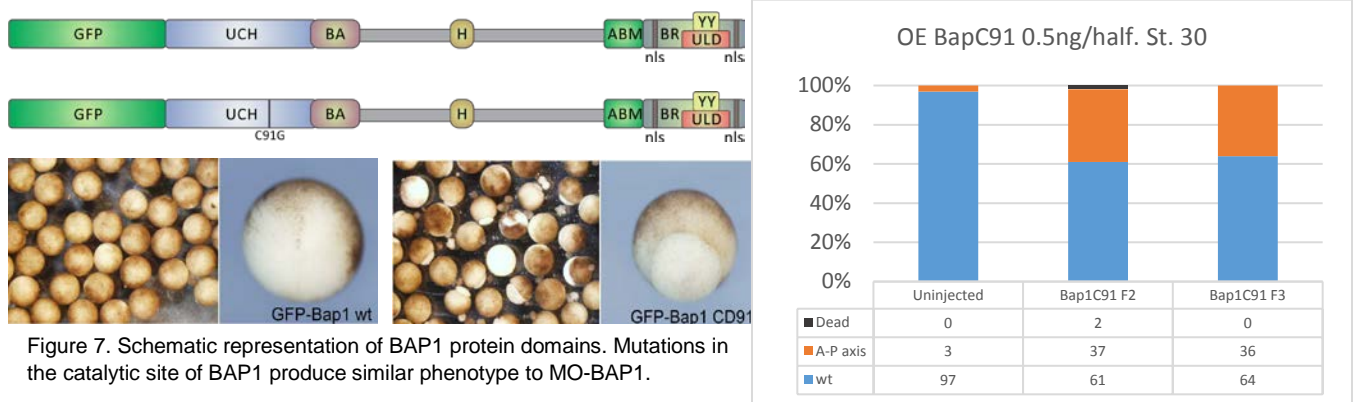 GFP UCH BA H ABM BR YY ULD
nls nls
GFP UCH BA H ABM BR YY ULD
C91G nls nls
GFP-Bap1 wt GFP-Bap1 CD91
Figure 7. Schematic representation of BAP1 protein domains. Mutations in
the catalytic site of BAP1 produce similar phenotype to MO-BAP1.
OE BapC91 0.5ng/half. St. 30
100%
80%
60%
40%
20%
0%
Uninjected Bap1C91 F2 Bap1C91 F3
Dead 0 2 0
A-P axis 3 37 36
wt 97 61 64